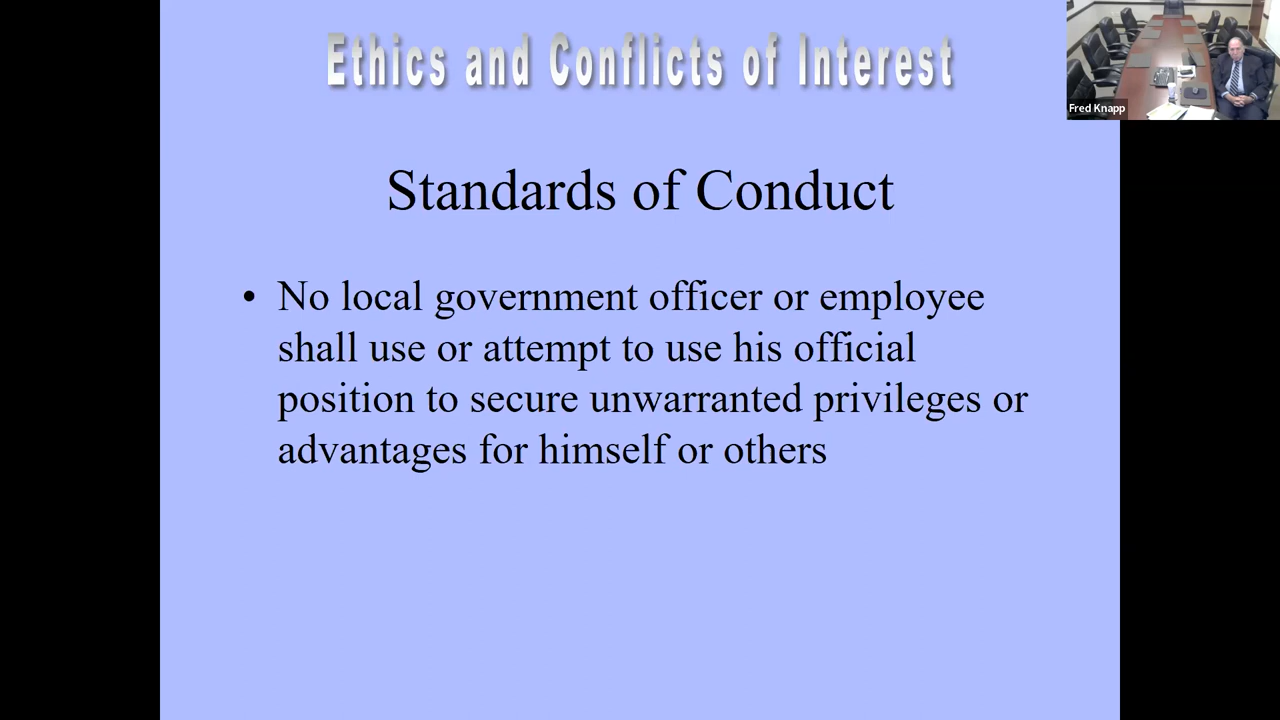 Ethics and Conflicts of Interest
Fred Knapp
Standards of Conduct
• No local government officer or employee
shall use or attempt to use his official
position to secure unwarranted privileges or
advantages for himself or others